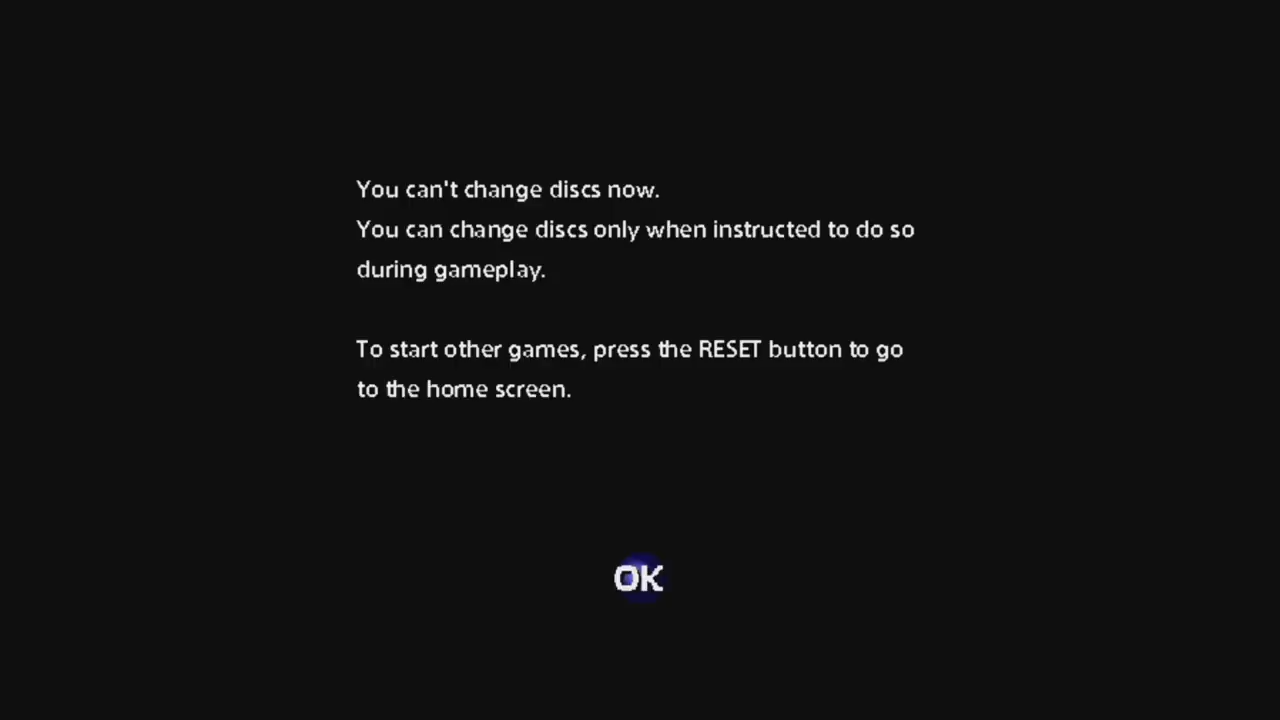 You can't change discs now.
You can change discs only when instructed to do so
during gameplay.
To start other games, press the RESET button to go
to the home screen.
OK